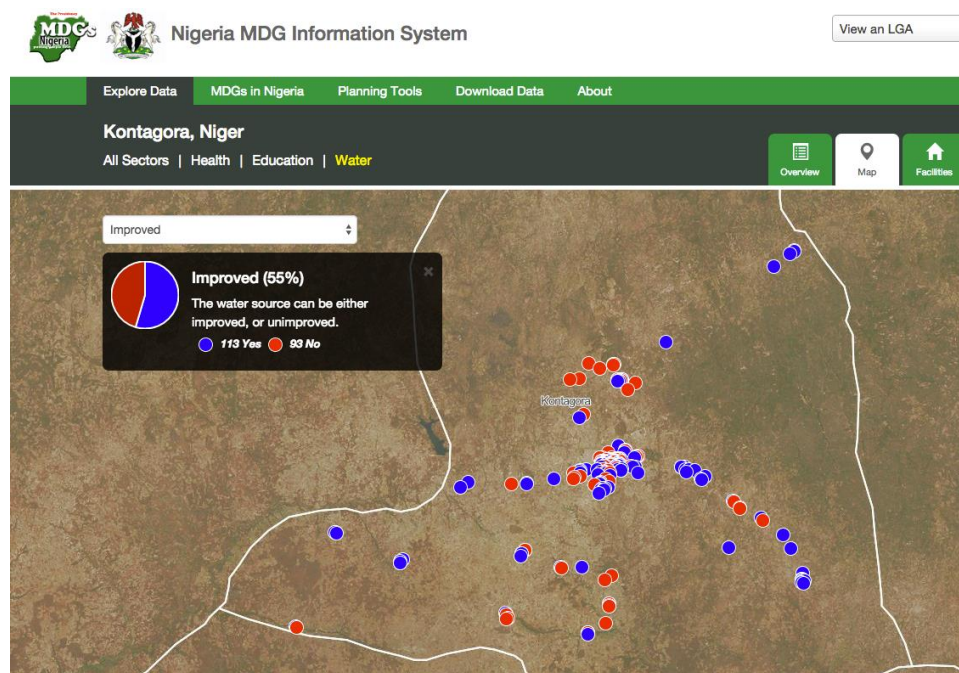 The Presidency
MDGs
Nigeria
Nigeria MDG Information System
View an LGA
Explore Data MDGs in Nigeria Planning Tools Download Data About
Kontagora, Niger
All Sectors | Health | Education | Water
Overview Map Facilities
Improved
Improved (55%)
The water source can be either
improved, or unimproved.
113 Yes 93 No
Kontagora